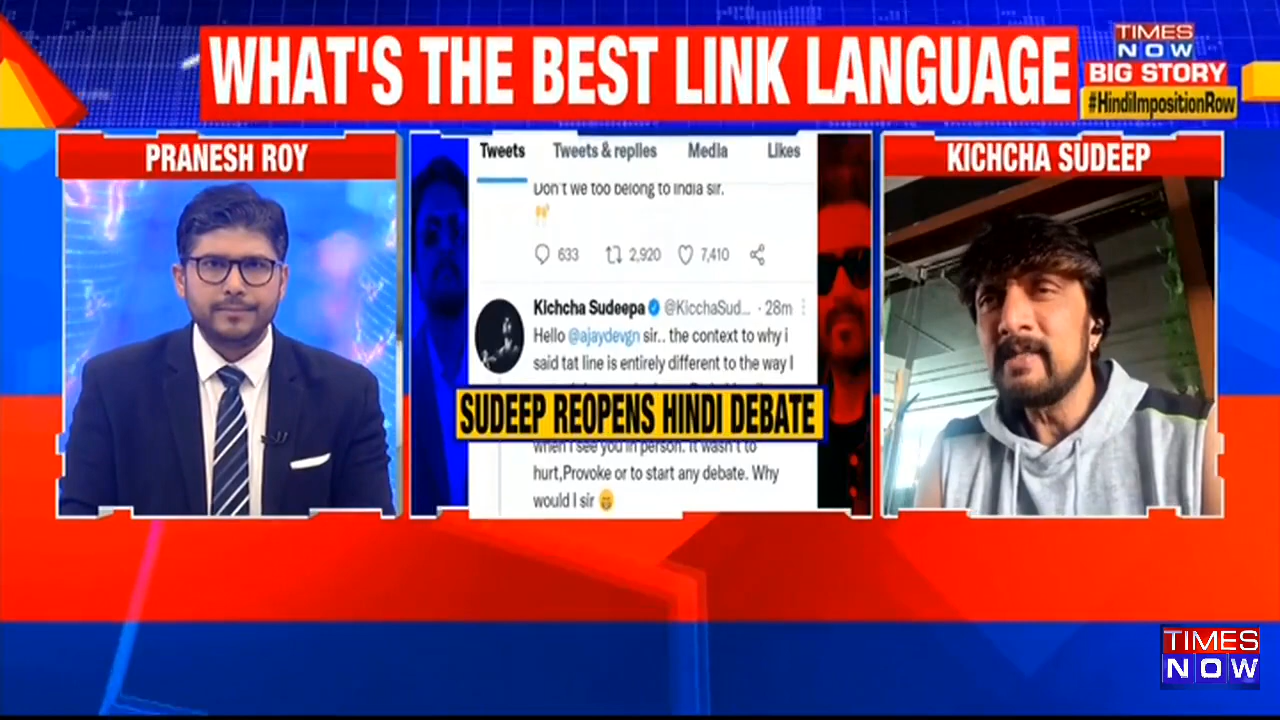 WHAT'S THE BEST LINK LANGUAGE
TIMES
NOW
BIG STORY
#HindiImpositionRow
PRANESH ROY
Tweets Tweets & replies Media Likes
Don't we too belong to India sir.
633 2,920 7,410
Kichcha Sudeepa @KicchaSud... · 28m
Hello @ajaydevgn sir.. the context to why i
said tat line is entirely different to the way I
SUDEEP REOPENS HINDI DEBATE
when I see you in person. It wasn't to
hurt,Provoke or to start any debate. Why
would I sir 😁
KICHCHA SUDEEP
TIMES
NOW